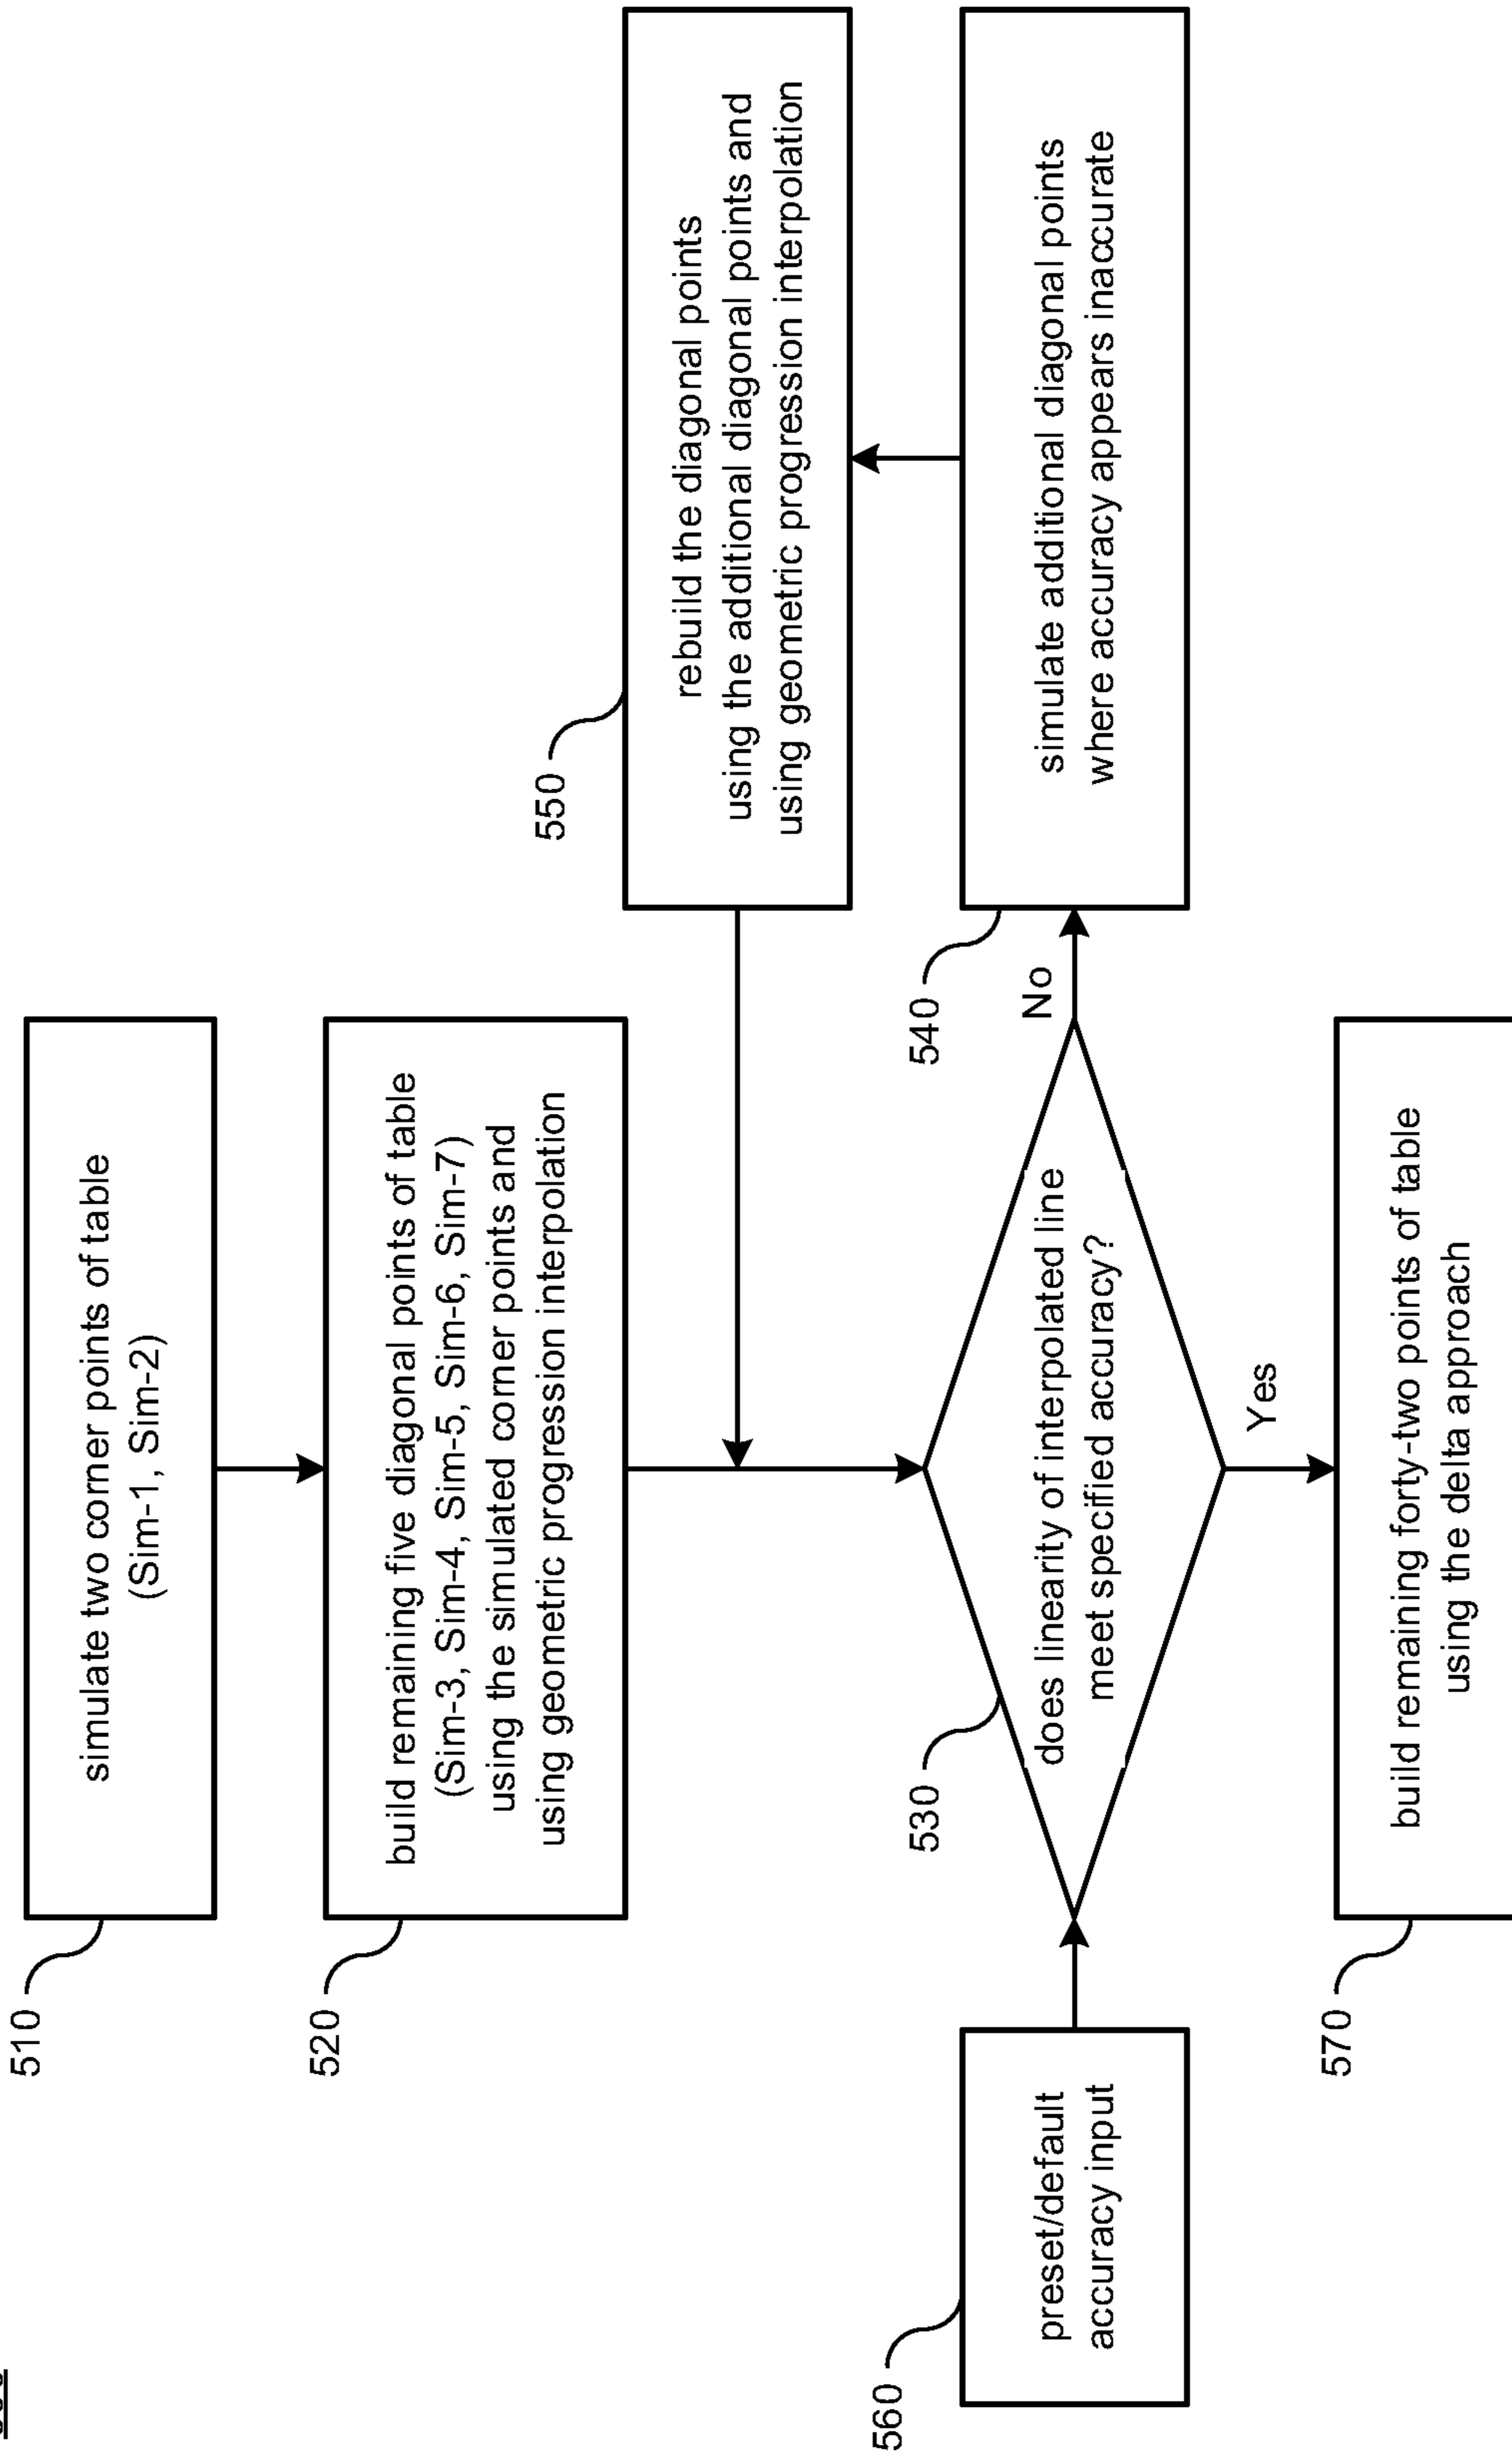 510
simulate two corner points of table
(Sim-1, Sim-2)
520
build remaining five diagonal points of table
(Sim-3, Sim-4, Sim-5, Sim-6, Sim-7)
using the simulated corner points and
using geometric progression interpolation
550
rebuild the diagonal points
using the additional diagonal points and
using geometric progression interpolation
560
preset/default
accuracy input
530
does linearity of interpolated line
meet specified accuracy?
No
540
simulate additional diagonal points
where accuracy appears inaccurate
Yes
570
build remaining forty-two points of table
using the delta approach